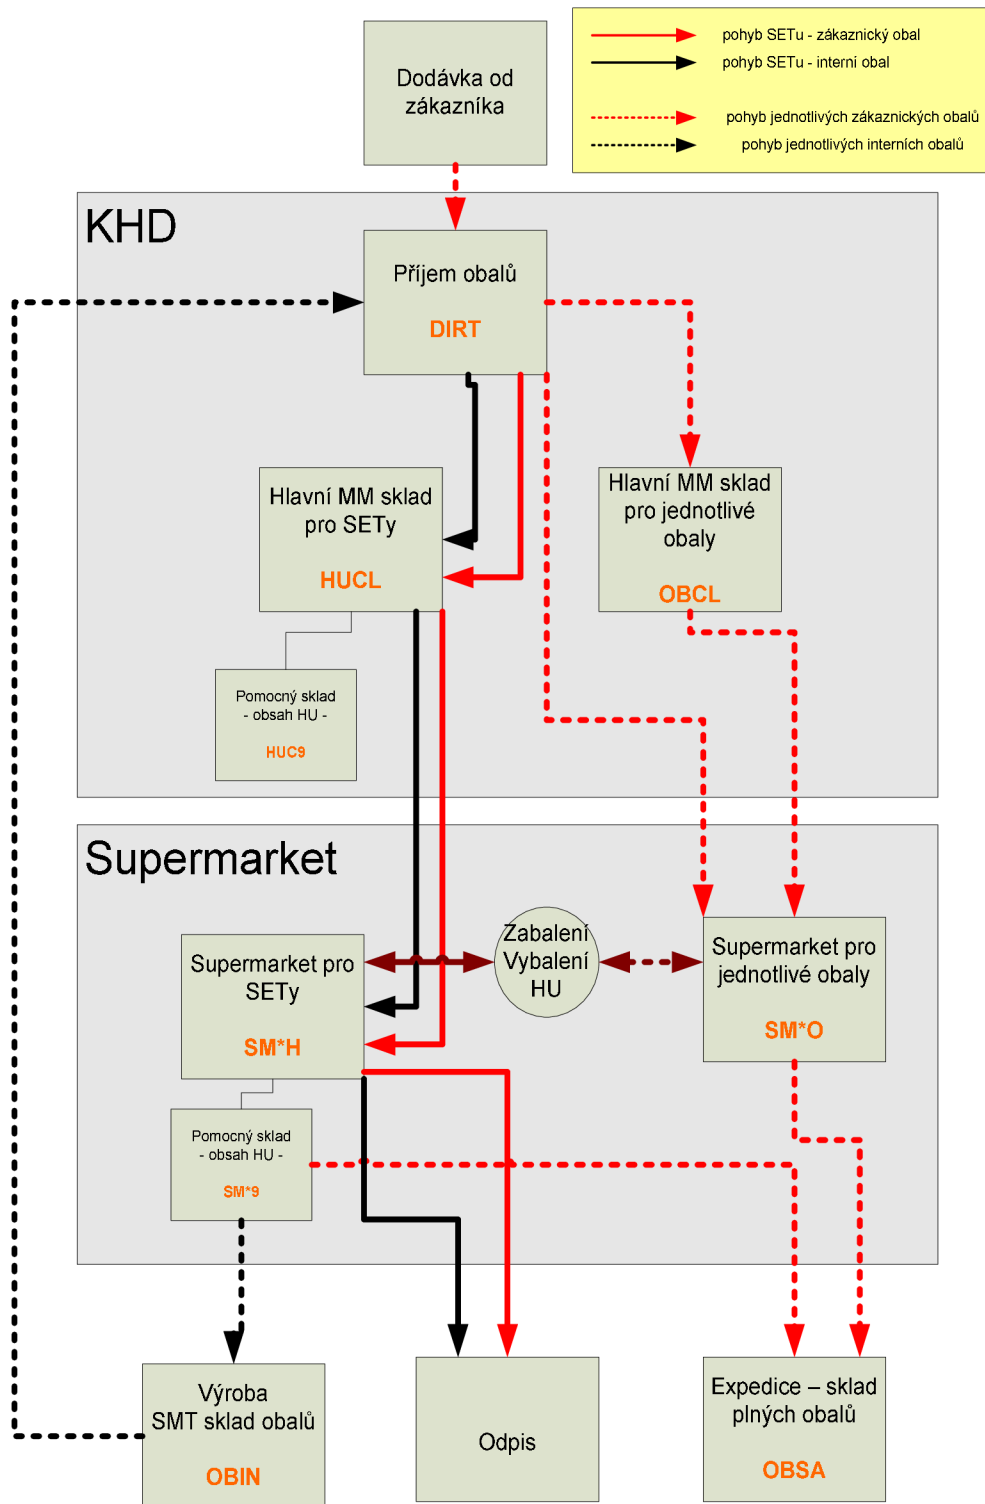 Dodávka od
zákazníka
pohyb SETu - zákaznický obal
pohyb SETu - interní obal
pohyb jednotlivých zákaznických obalů
pohyb jednotlivých interních obalů
KHD
Příjem obalů
DIRT
Hlavní MM sklad
pro SETy
HUCL
Hlavní MM sklad
pro jednotlivé
obaly
OBCL
Pomocný sklad
- obsah HU -
HUC9
Supermarket
Supermarket pro
SETy
SM*H
Zabalení
Vybalení
HU
Supermarket pro
jednotlivé obaly
SM*O
Pomocný sklad
- obsah HU -
SM*9
Výroba
SMT sklad obalů
OBIN
Odpis
Expedice – sklad
plných obalů
OBSA